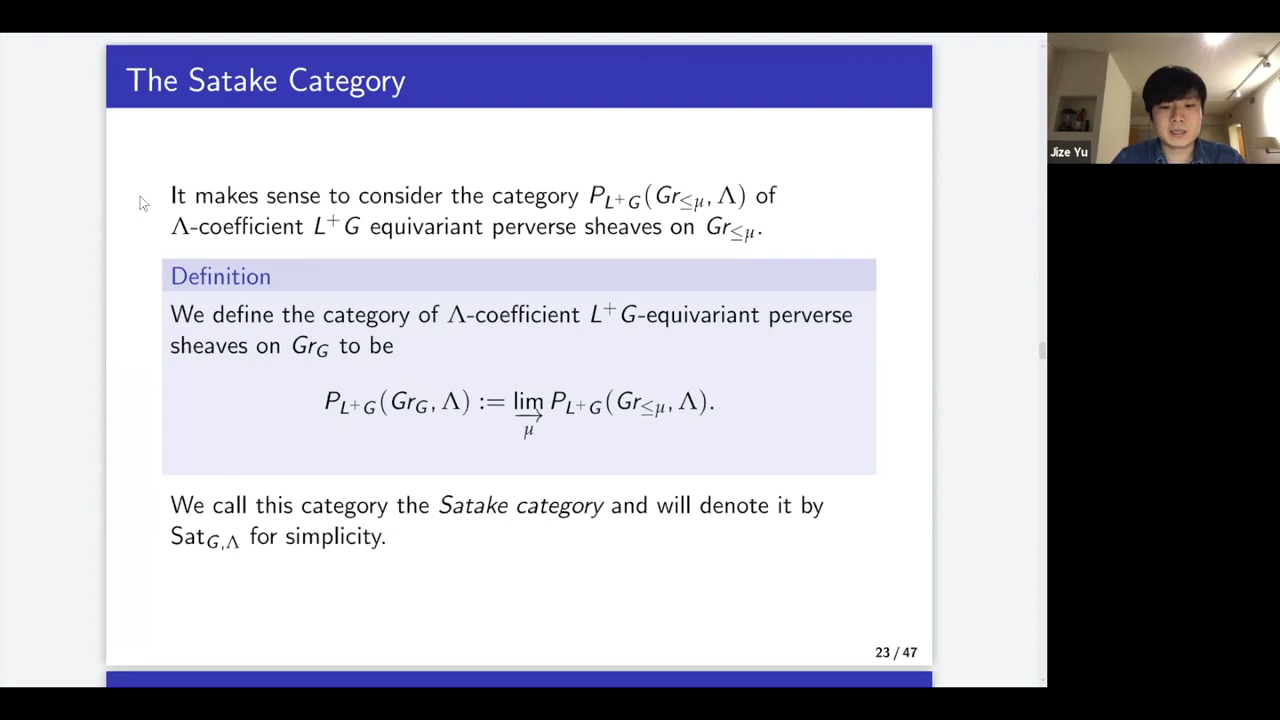 The Satake Category
It makes sense to consider the category P_{L^+G}(Gr_{≤μ}, Λ) of
Λ-coefficient L^+G equivariant perverse sheaves on Gr_{≤μ}.
Definition
We define the category of Λ-coefficient L^+G-equivariant perverse
sheaves on Gr_G to be
P_{L^+G}(Gr_G, Λ) := lim_{→μ} P_{L^+G}(Gr_{≤μ}, Λ).
We call this category the Satake category and will denote it by
Sat_{G,Λ} for simplicity.
23 / 47
Jize Yu